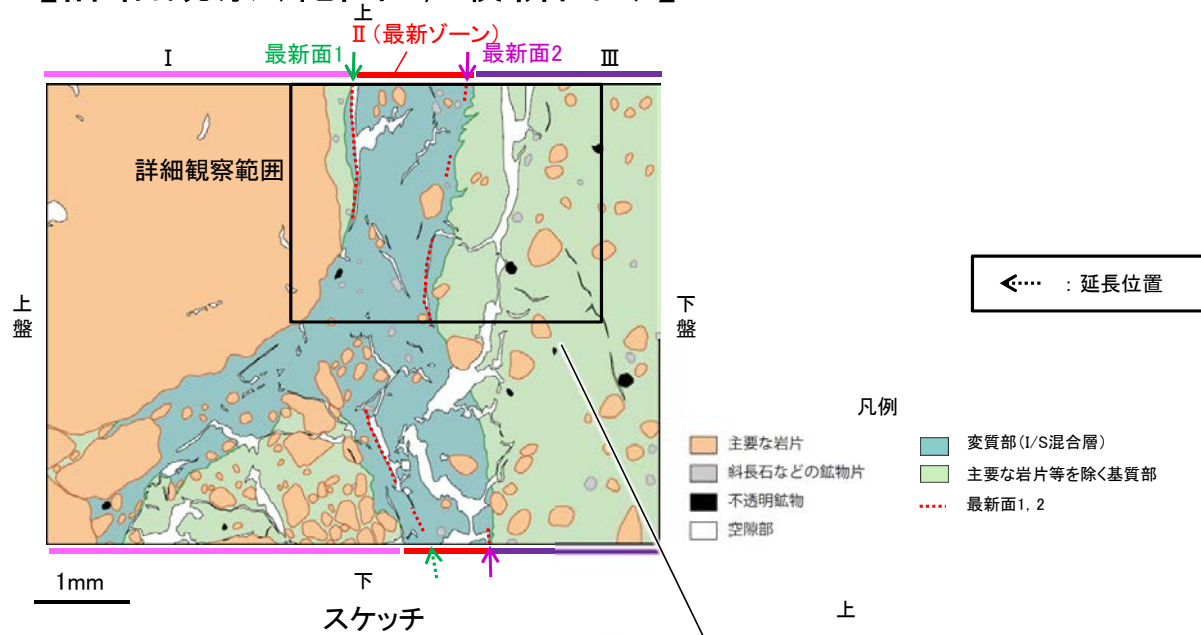 上
Ⅱ(最新ゾーン)
Ⅰ
最新面1
最新面2
Ⅲ
詳細観察範囲
上盤
下盤
:延長位置
凡例
主要な岩片
斜長石などの鉱物片
不透明鉱物
空隙部
変質部(I/S混合層)
主要な岩片等を除く基質部
最新面1, 2
1mm
下
スケッチ
上